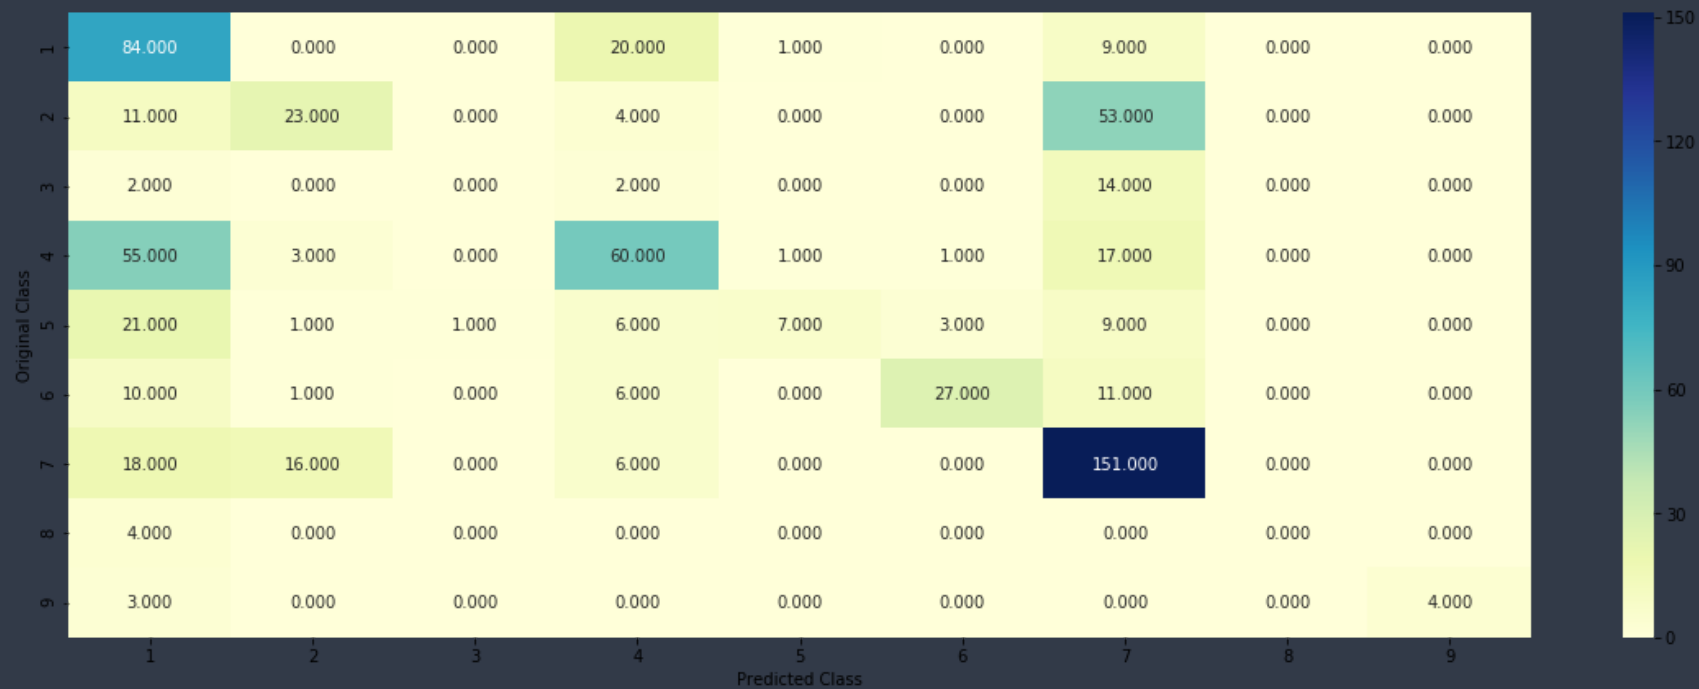 1 84.000 0.000 0.000 20.000 1.000 0.000 9.000 0.000 0.000
2 11.000 23.000 0.000 4.000 0.000 0.000 53.000 0.000 0.000
3 2.000 0.000 0.000 2.000 0.000 0.000 14.000 0.000 0.000
4 55.000 3.000 0.000 60.000 1.000 1.000 17.000 0.000 0.000
5 21.000 1.000 1.000 6.000 7.000 3.000 9.000 0.000 0.000
6 10.000 1.000 0.000 6.000 0.000 27.000 11.000 0.000 0.000
7 18.000 16.000 0.000 6.000 0.000 0.000 151.000 0.000 0.000
8 4.000 0.000 0.000 0.000 0.000 0.000 0.000 0.000 0.000
9 3.000 0.000 0.000 0.000 0.000 0.000 0.000 0.000 4.000
1 2 3 4 5 6 7 8 9
Predicted Class
Original Class
150
120
90
60
30
0